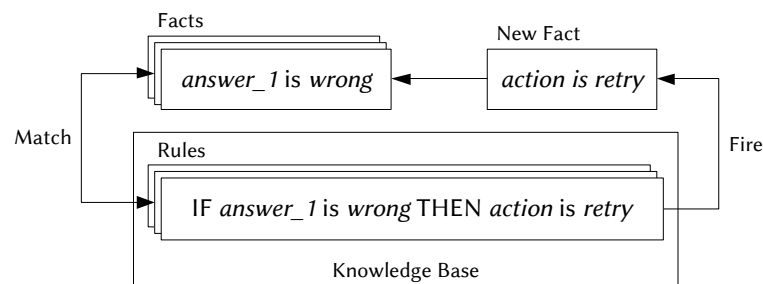 Facts
New Fact
answer_1 is wrong
action is retry
Match
Fire
Rules
IF answer_1 is wrong THEN action is retry
Knowledge Base